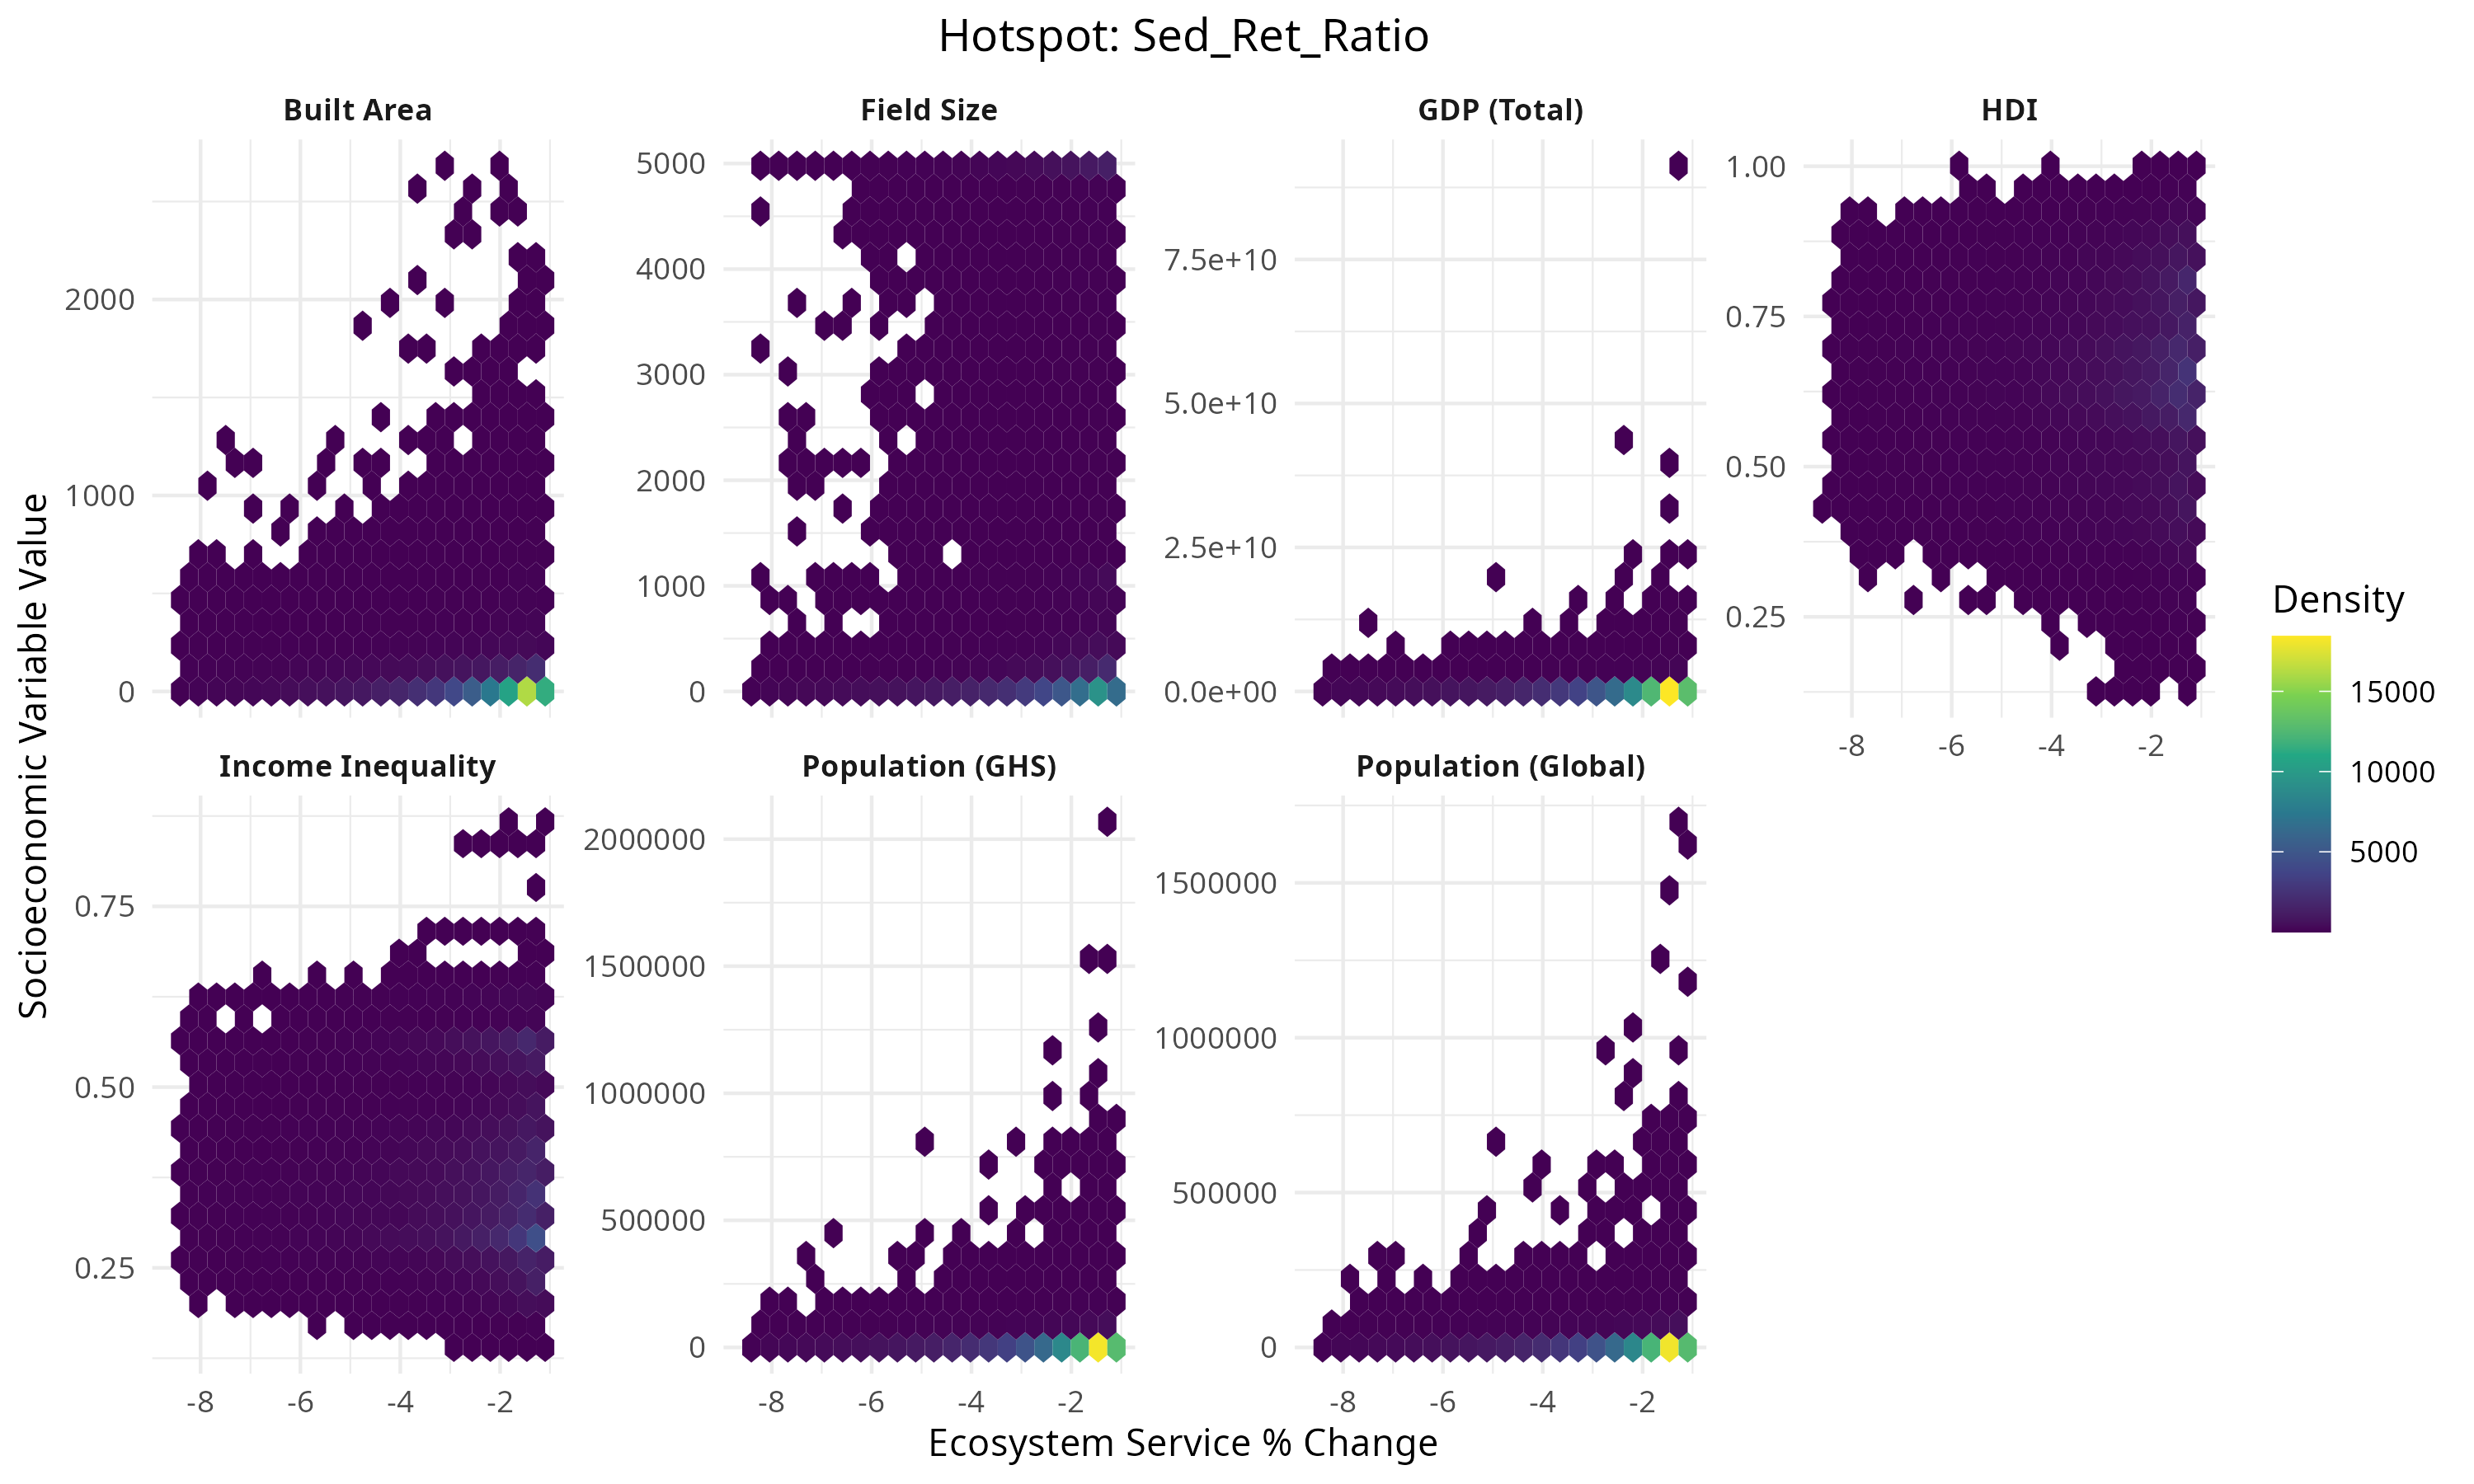 Hotspot: Sed_Ret_Ratio
Built Area
Field Size
GDP (Total)
HDI
2000
1000
0
5000
4000
3000
2000
1000
0
7.5e+10
5.0e+10
2.5e+10
0.0e+00
1.00
0.75
0.50
0.25
-8 -6 -4 -2
Socioeconomic Variable Value
Income Inequality
Population (GHS)
Population (Global)
0.75
0.50
0.25
2000000
1500000
1000000
500000
0
1500000
1000000
500000
0
-8 -6 -4 -2
-8 -6 -4 -2
-8 -6 -4 -2
Ecosystem Service % Change
Density
15000
10000
5000